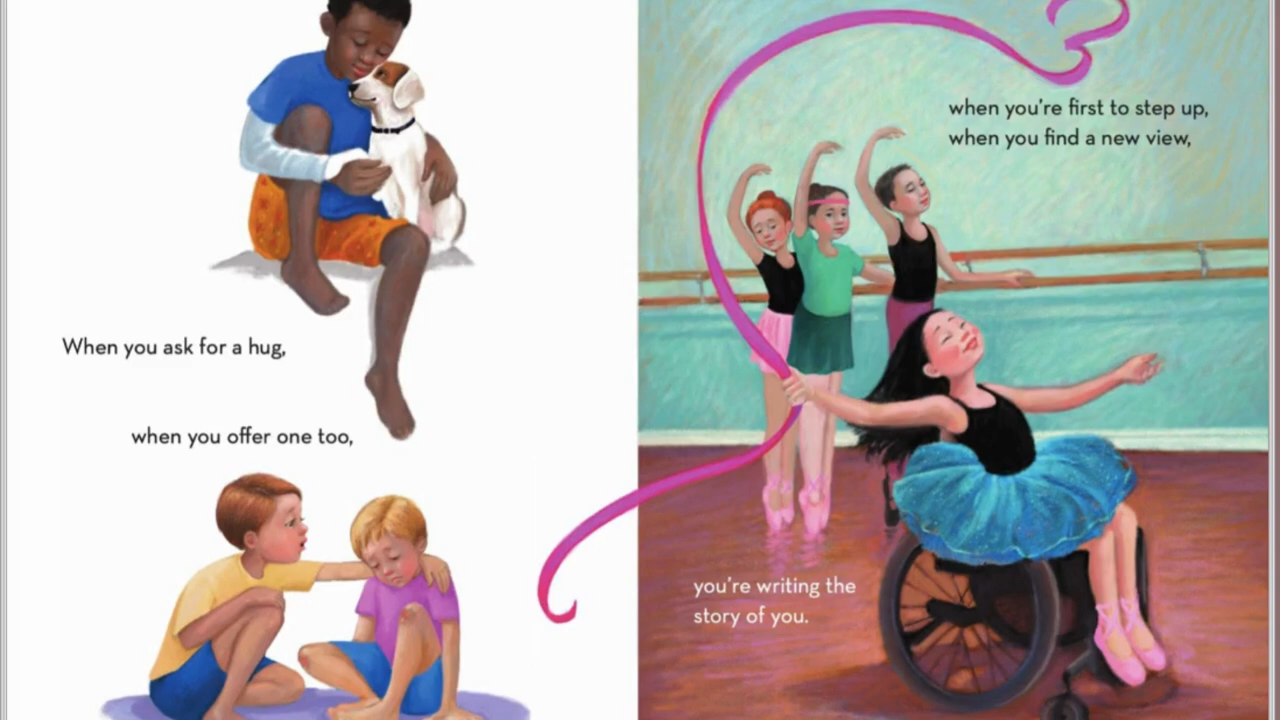 When you ask for a hug,
when you offer one too,
when you're first to step up,
when you find a new view,
you're writing the
story of you.